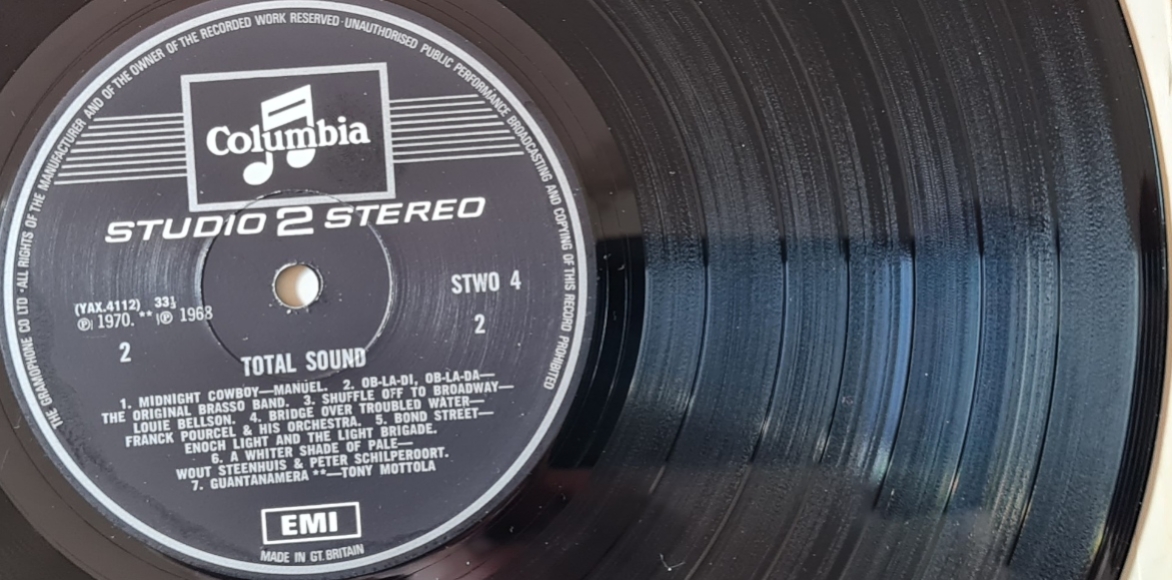 THE GRAMOPHONE CO LTD · ALL RIGHTS OF THE MANUFACTURER AND OF THE OWNER OF THE RECORDED WORK RESERVED · UNAUTHORISED PUBLIC PERFORMANCE BROADCASTING AND COPYING OF THIS RECORD PROHIBITED
Columbia
STUDIO 2 STEREO
STWO 4
(YAX.4112) 33⅓
Ⓟ 1970. ** Ⓟ 1968
2
2
TOTAL SOUND
1. MIDNIGHT COWBOY—MANUEL. 2. OB-LA-DI, OB-LA-DA—
THE ORIGINAL BRASSO BAND. 3. SHUFFLE OFF TO BROADWAY—
LOUIE BELLSON. 4. BRIDGE OVER TROUBLED WATER—
FRANCK POURCEL & HIS ORCHESTRA. 5. BOND STREET—
ENOCH LIGHT AND THE LIGHT BRIGADE.
6. A WHITER SHADE OF PALE—
WOUT STEENHUIS & PETER SCHILPEROORT.
7. GUANTANAMERA **—TONY MOTTOLA
EMI
MADE IN GT. BRITAIN